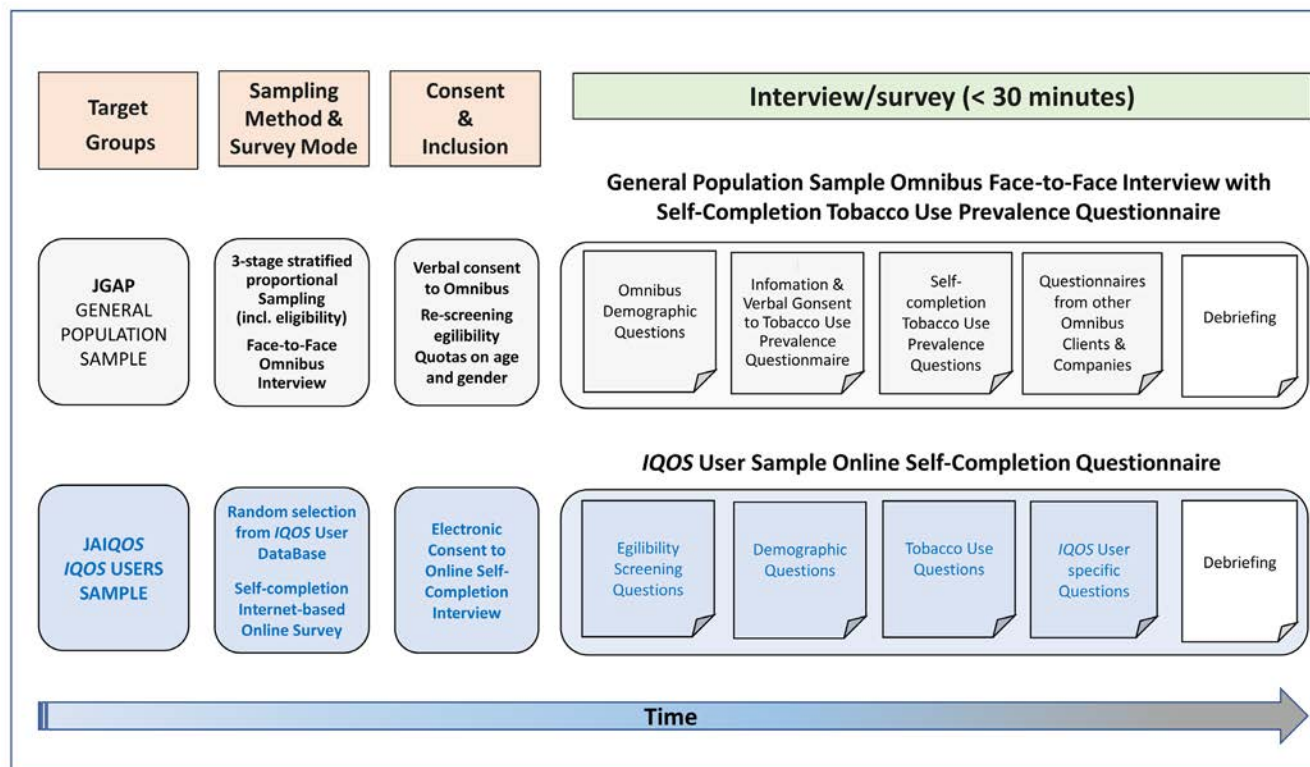 Target
Groups
Sampling
Method &
Survey Mode
Consent
&
Inclusion
Interview/survey (< 30 minutes)
General Population Sample Omnibus Face-to-Face Interview with
Self-Completion Tobacco Use Prevalence Questionnaire
JGAP
GENERAL
POPULATION
SAMPLE
3-stage stratified
proportional
Sampling
(incl. eligibility)
Face-to-Face
Omnibus
Interview
Verbal consent
to Omnibus
Re-screening
egilibility
Quotas on age
and gender
Omnibus
Demographic
Questions
Infomation &
Verbal Gonsent
to Tobacco Use
Prevalence
Questionmaire
Self-
completion
Tobacco Use
Prevalence
Questions
Questionnaires
from other
Omnibus
Clients &
Companies
Debriefing
IQOS User Sample Online Self-Completion Questionnaire
JAIQOS
IQOS USERS
SAMPLE
Random selection
from IQOS User
DataBase
Self-completion
Internet-based
Online Survey
Electronic
Consent to
Online Self-
Completion
Interview
Egilibility
Screening
Questions
Demographic
Questions
Tobacco Use
Questions
IQOS User
specific
Questions
Debriefing
Time